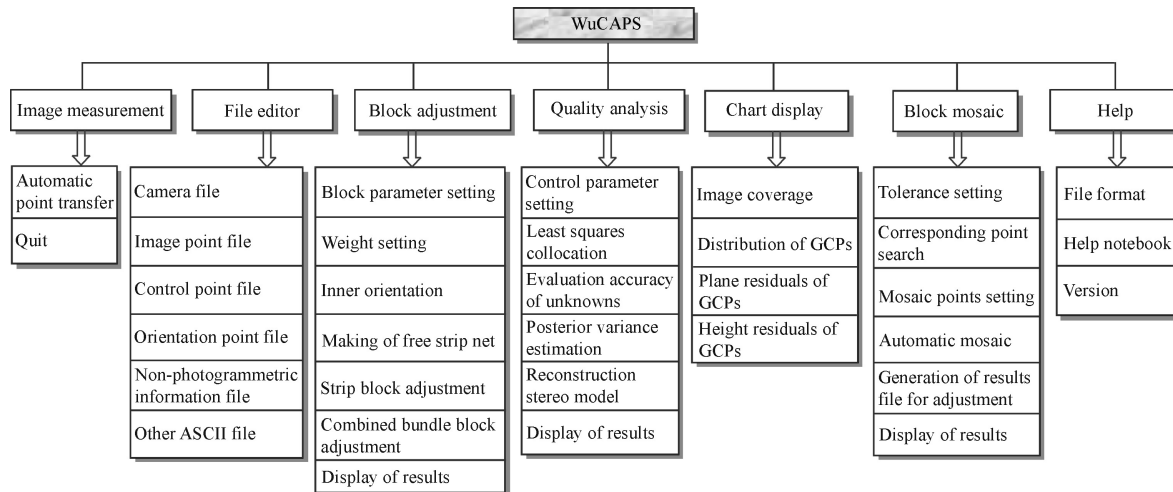 WuCAPS
Image measurement
File editor
Block adjustment
Quality analysis
Chart display
Block mosaic
Help
Automatic
point transfer
Quit
Camera file
Image point file
Control point file
Orientation point file
Non-photogrammetric
information file
Other ASCII file
Block parameter setting
Weight setting
Inner orientation
Making of free strip net
Strip block adjustment
Combined bundle block
adjustment
Display of results
Control parameter
setting
Least squares
collocation
Evaluation accuracy
of unknowns
Posterior variance
estimation
Reconstruction
stereo model
Display of results
Image coverage
Distribution of GCPs
Plane residuals of
GCPs
Height residuals of
GCPs
Tolerance setting
Corresponding point
search
Mosaic points setting
Automatic mosaic
Generation of results
file for adjustment
Display of results
File format
Help notebook
Version